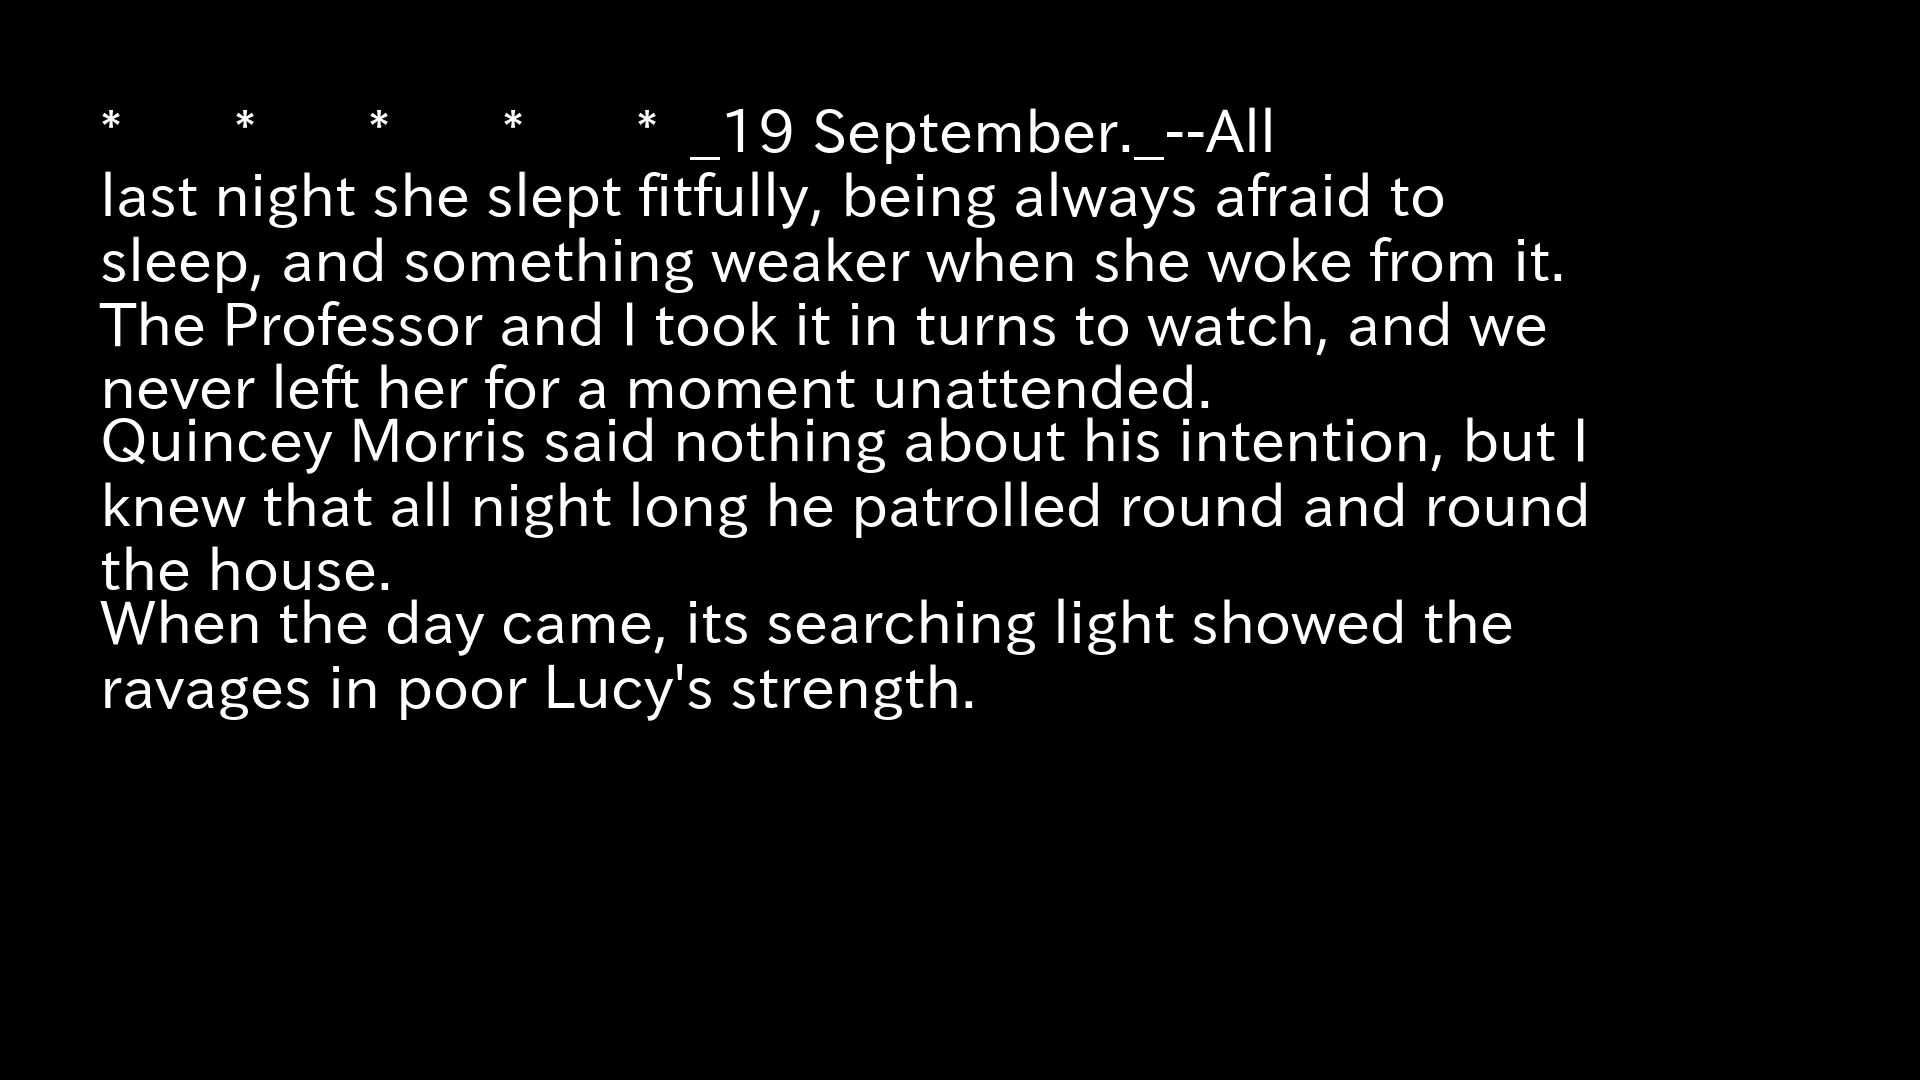 *       *       *       *       * _19 September._--All
last night she slept fitfully, being always afraid to
sleep, and something weaker when she woke from it.
The Professor and I took it in turns to watch, and we
never left her for a moment unattended.
Quincey Morris said nothing about his intention, but I
knew that all night long he patrolled round and round
the house.
When the day came, its searching light showed the
ravages in poor Lucy's strength.